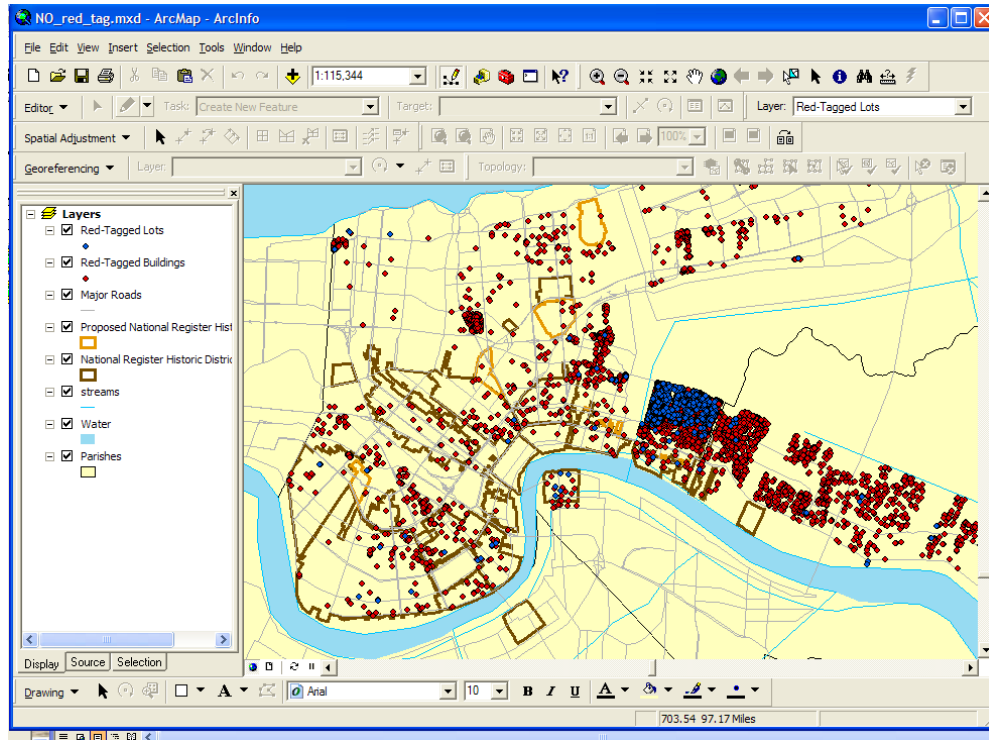 NO_red_tag.mxd - ArcMap - ArcInfo
File Edit View Insert Selection Tools Window Help
1:115,344
Editor Task: Create New Feature Target: Layer: Red-Tagged Lots
Spatial Adjustment 100%
Georeferencing Layer: Topology:
Layers
Red-Tagged Lots
Red-Tagged Buildings
Major Roads
Proposed National Register Hist
National Register Historic Distric
streams
Water
Parishes
Display Source Selection
Drawing A Arial 10 B I U A
703.54 97.17 Miles